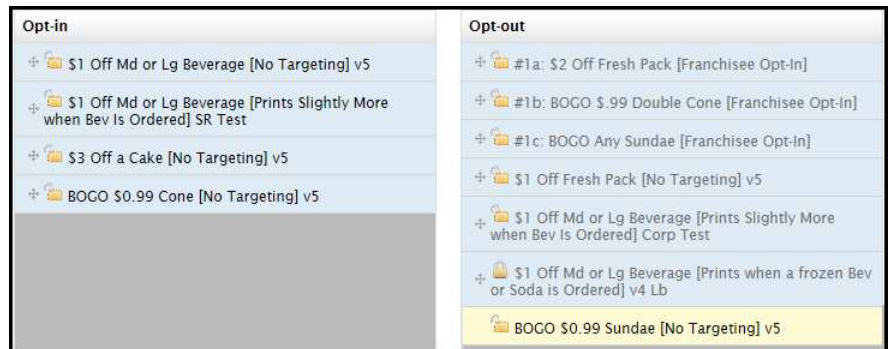 Opt-in
$1 Off Md or Lg Beverage [No Targeting] v5
$1 Off Md or Lg Beverage [Prints Slightly More
when Bev Is Ordered] SR Test
$3 Off a Cake [No Targeting] v5
BOGO $0.99 Cone [No Targeting] v5
Opt-out
#1a: $2 Off Fresh Pack [Franchisee Opt-In]
#1b: BOGO $.99 Double Cone [Franchisee Opt-In]
#1c: BOGO Any Sundae [Franchisee Opt-In]
$1 Off Fresh Pack [No Targeting] v5
$1 Off Md or Lg Beverage [Prints Slightly More
when Bev Is Ordered] Corp Test
$1 Off Md or Lg Beverage [Prints when a frozen Bev
or Soda is Ordered] v4 Lb
BOGO $0.99 Sundae [No Targeting] v5